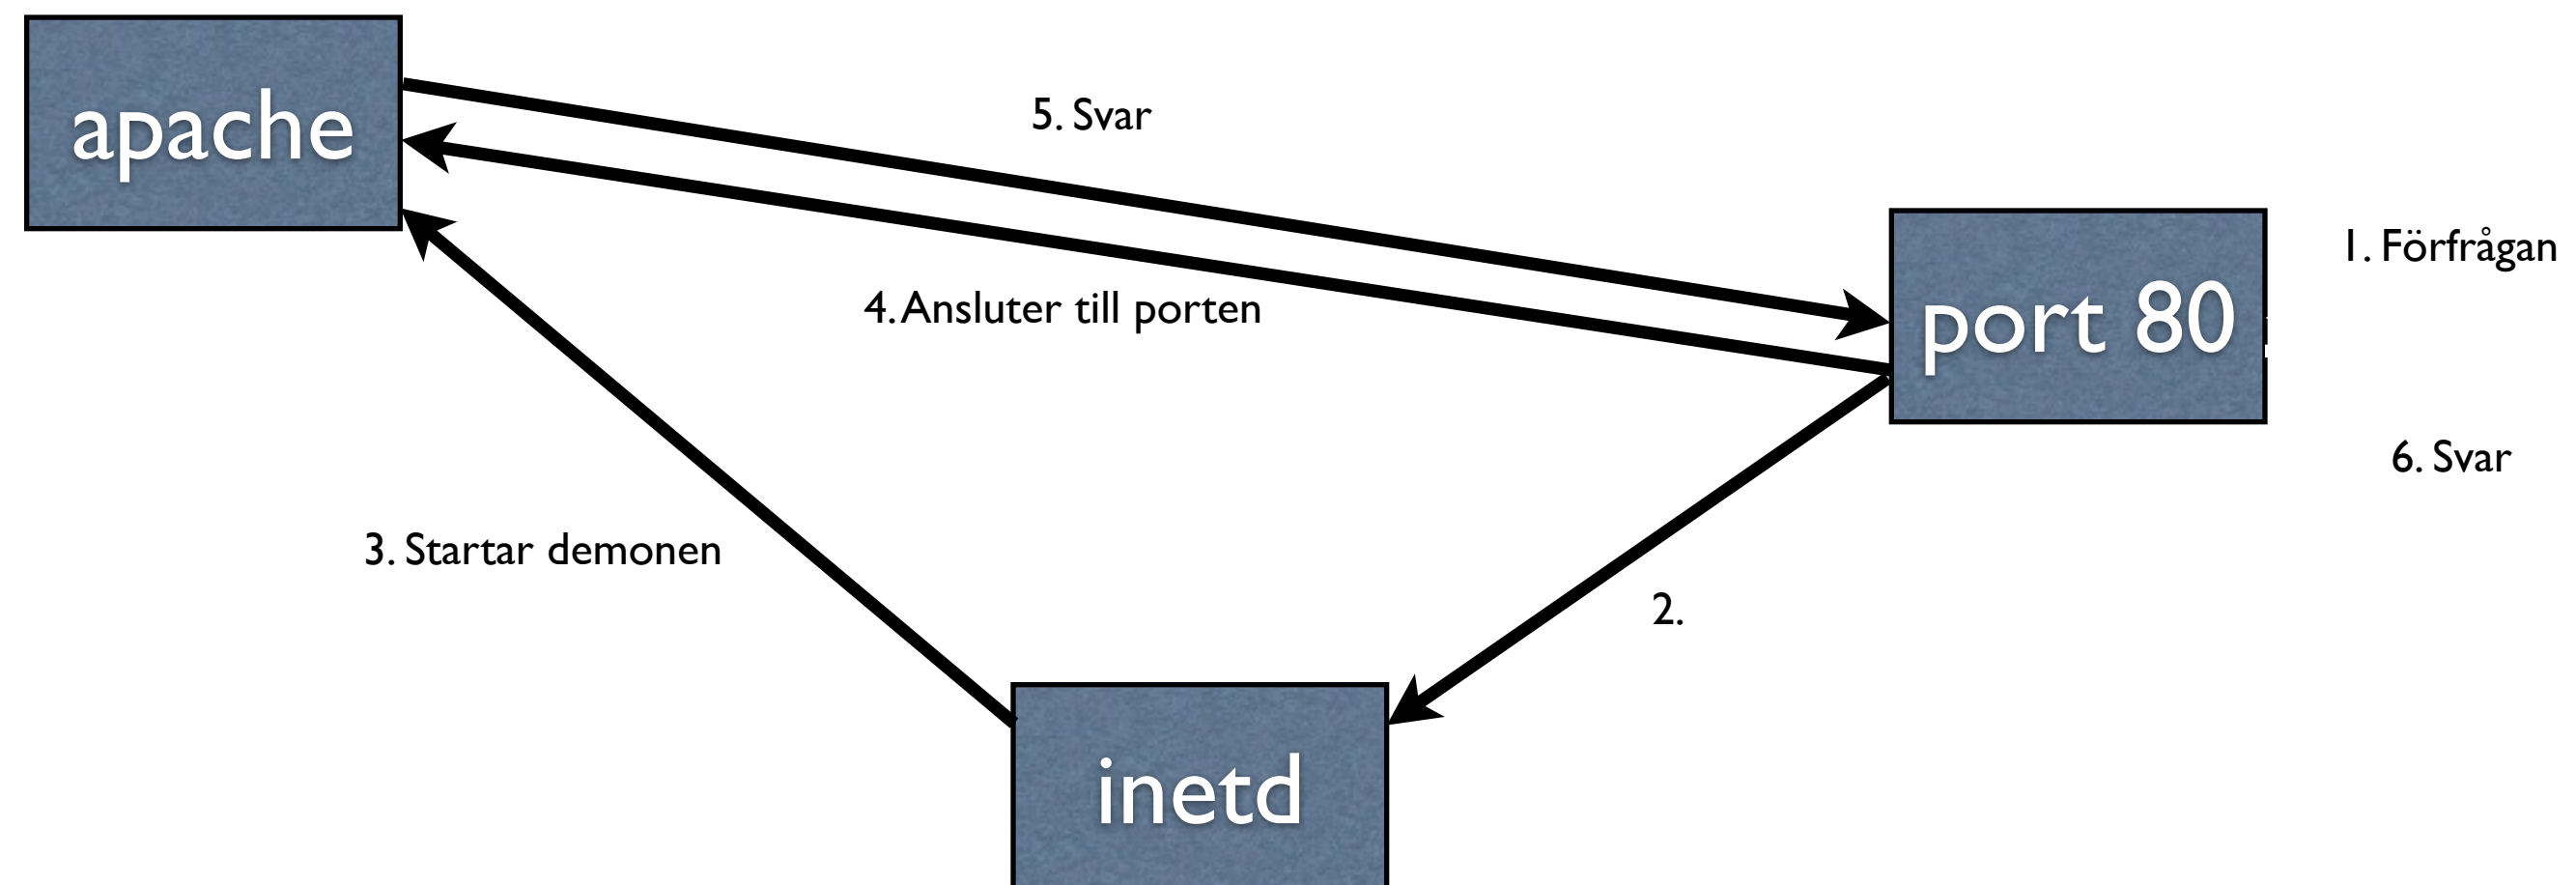 apache
5. Svar
1. Förfrågan
4. Ansluter till porten
port 80
6. Svar
3. Startar demonen
2.
inetd